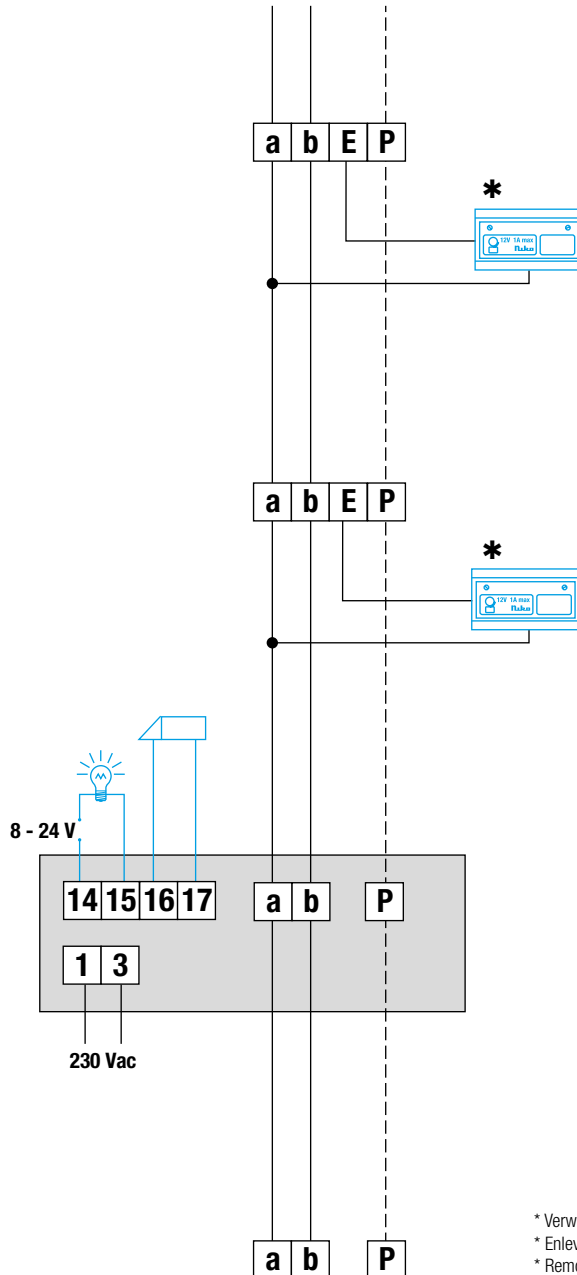 a b E P
*
12V 1A max
Niko
a b E P
*
12V 1A max
Niko
8 - 24 V
14 15 16 17 a b P
1 3
230 Vac
* Verw
* Enlev
* Remo
a b P